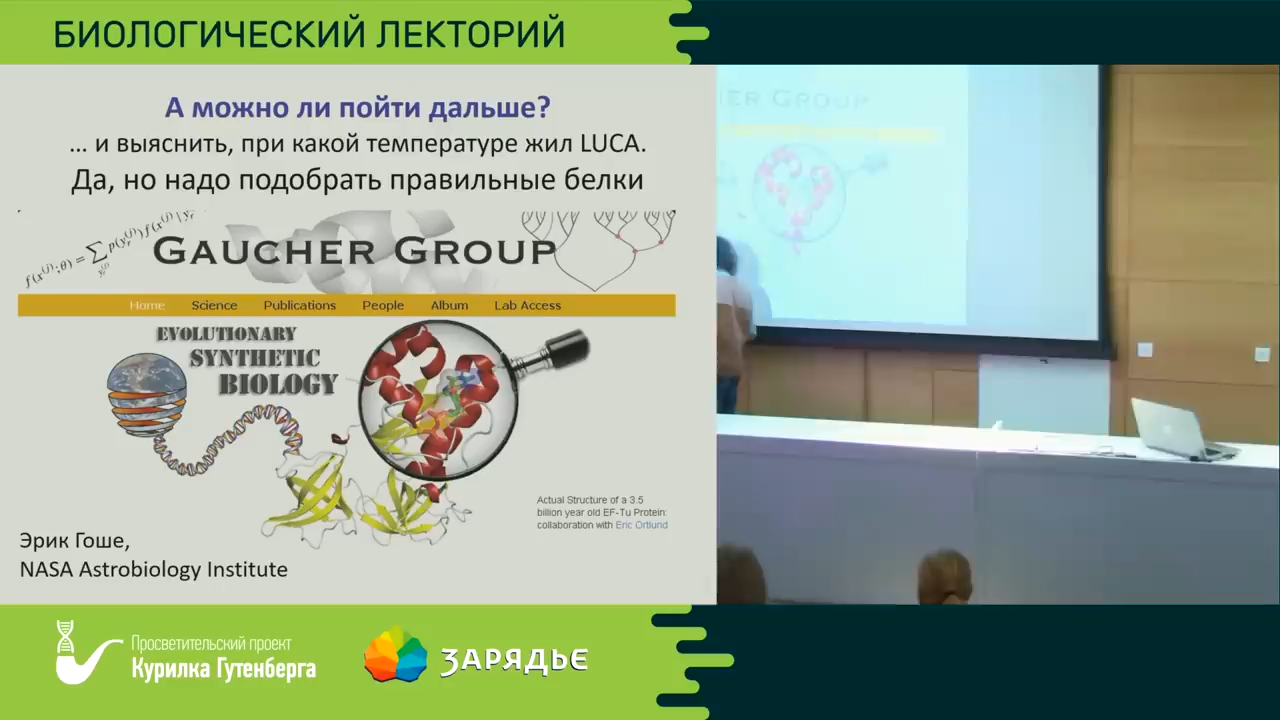 БИОЛОГИЧЕСКИЙ ЛЕКТОРИЙ
А можно ли пойти дальше?
... и выяснить, при какой температуре жил LUCA.
Да, но надо подобрать правильные белки
GAUCHER GROUP
Home Science Publications People Album Lab Access
EVOLUTIONARY
SYNTHETIC
BIOLOGY
Actual Structure of a 3.5
billion year old EF-Tu Protein:
collaboration with Eric Ortlund
Эрик Гоше,
NASA Astrobiology Institute
ER GROUP
Просветительский проект
Курилка Гутенберга
ЗАРЯДЬЕ